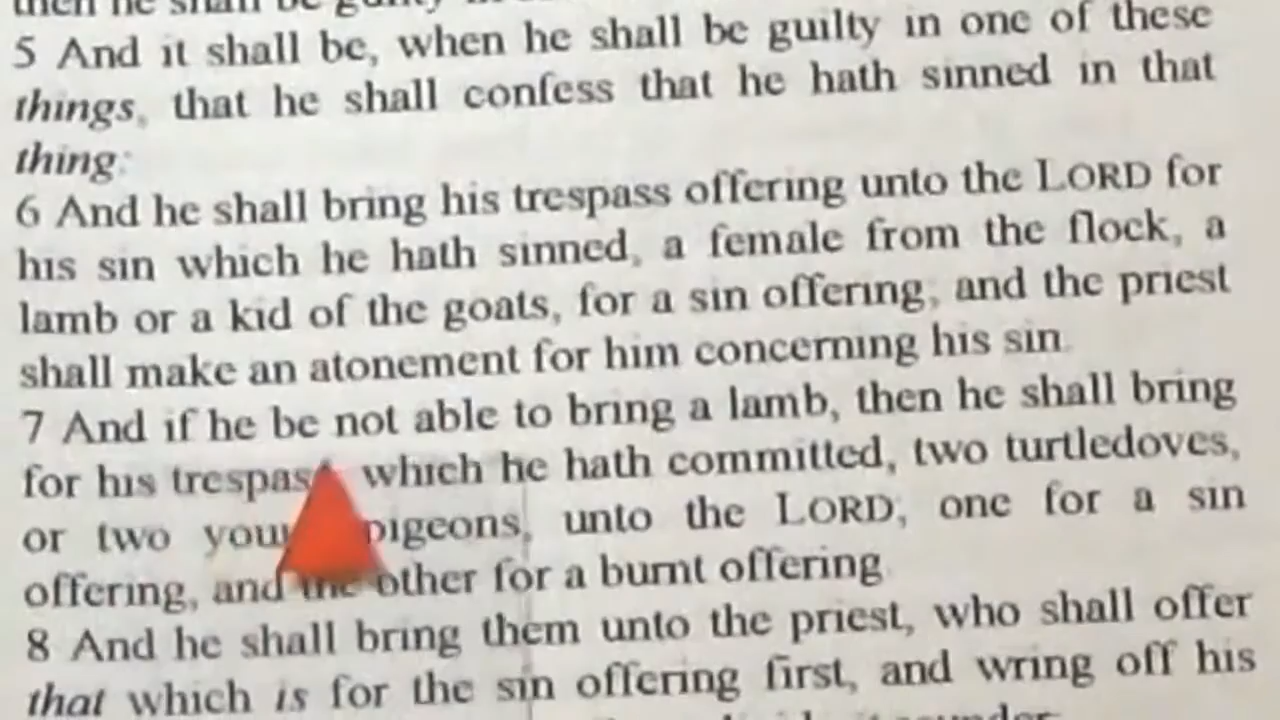 then he shall be guilty in
5 And it shall be, when he shall be guilty in one of these
things, that he shall confess that he hath sinned in that
thing:
6 And he shall bring his trespass offering unto the LORD for
his sin which he hath sinned, a female from the flock, a
lamb or a kid of the goats, for a sin offering; and the priest
shall make an atonement for him concerning his sin.
7 And if he be not able to bring a lamb, then he shall bring
for his trespass which he hath committed, two turtledoves,
or two pigeons, unto the LORD; one for a sin
offering, and the other for a burnt offering
8 And he shall bring them unto the priest, who shall offer
that which is for the sin offering first, and wring off his